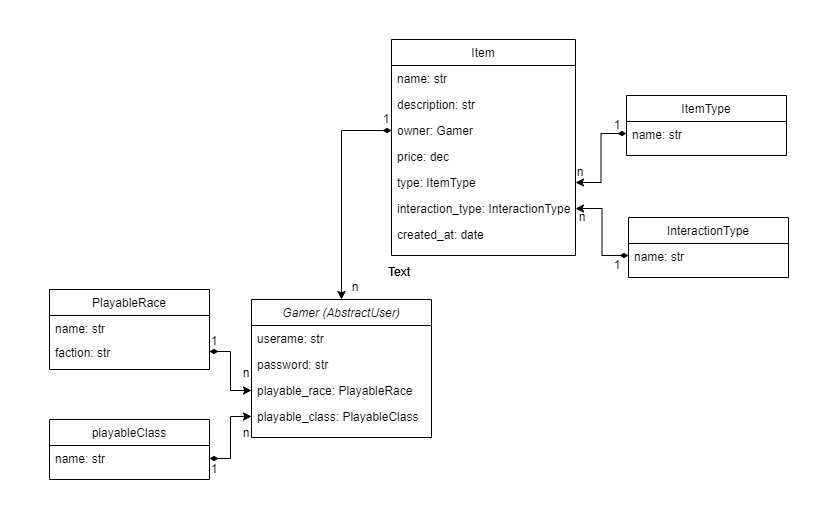 Item
name: str
description: str
owner: Gamer
price: dec
type: ItemType
interaction_type: InteractionType
created_at: date
1
n
ItemType
name: str
1
n
InteractionType
name: str
1
n
Text
Gamer (AbstractUser)
userame: str
password: str
playable_race: PlayableRace
playable_class: PlayableClass
PlayableRace
name: str
faction: str
1
n
playableClass
name: str
1
n